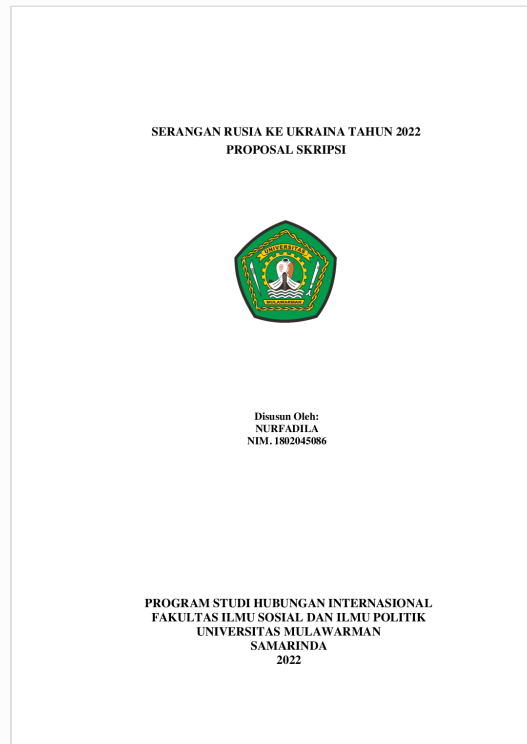 SERANGAN RUSIA KE UKRAINA TAHUN 2022
PROPOSAL SKRIPSI
UNIVERSITAS
MULAWARMAN
Disusun Oleh:
NURFADILA
NIM. 1802045086
PROGRAM STUDI HUBUNGAN INTERNASIONAL
FAKULTAS ILMU SOSIAL DAN ILMU POLITIK
UNIVERSITAS MULAWARMAN
SAMARINDA
2022